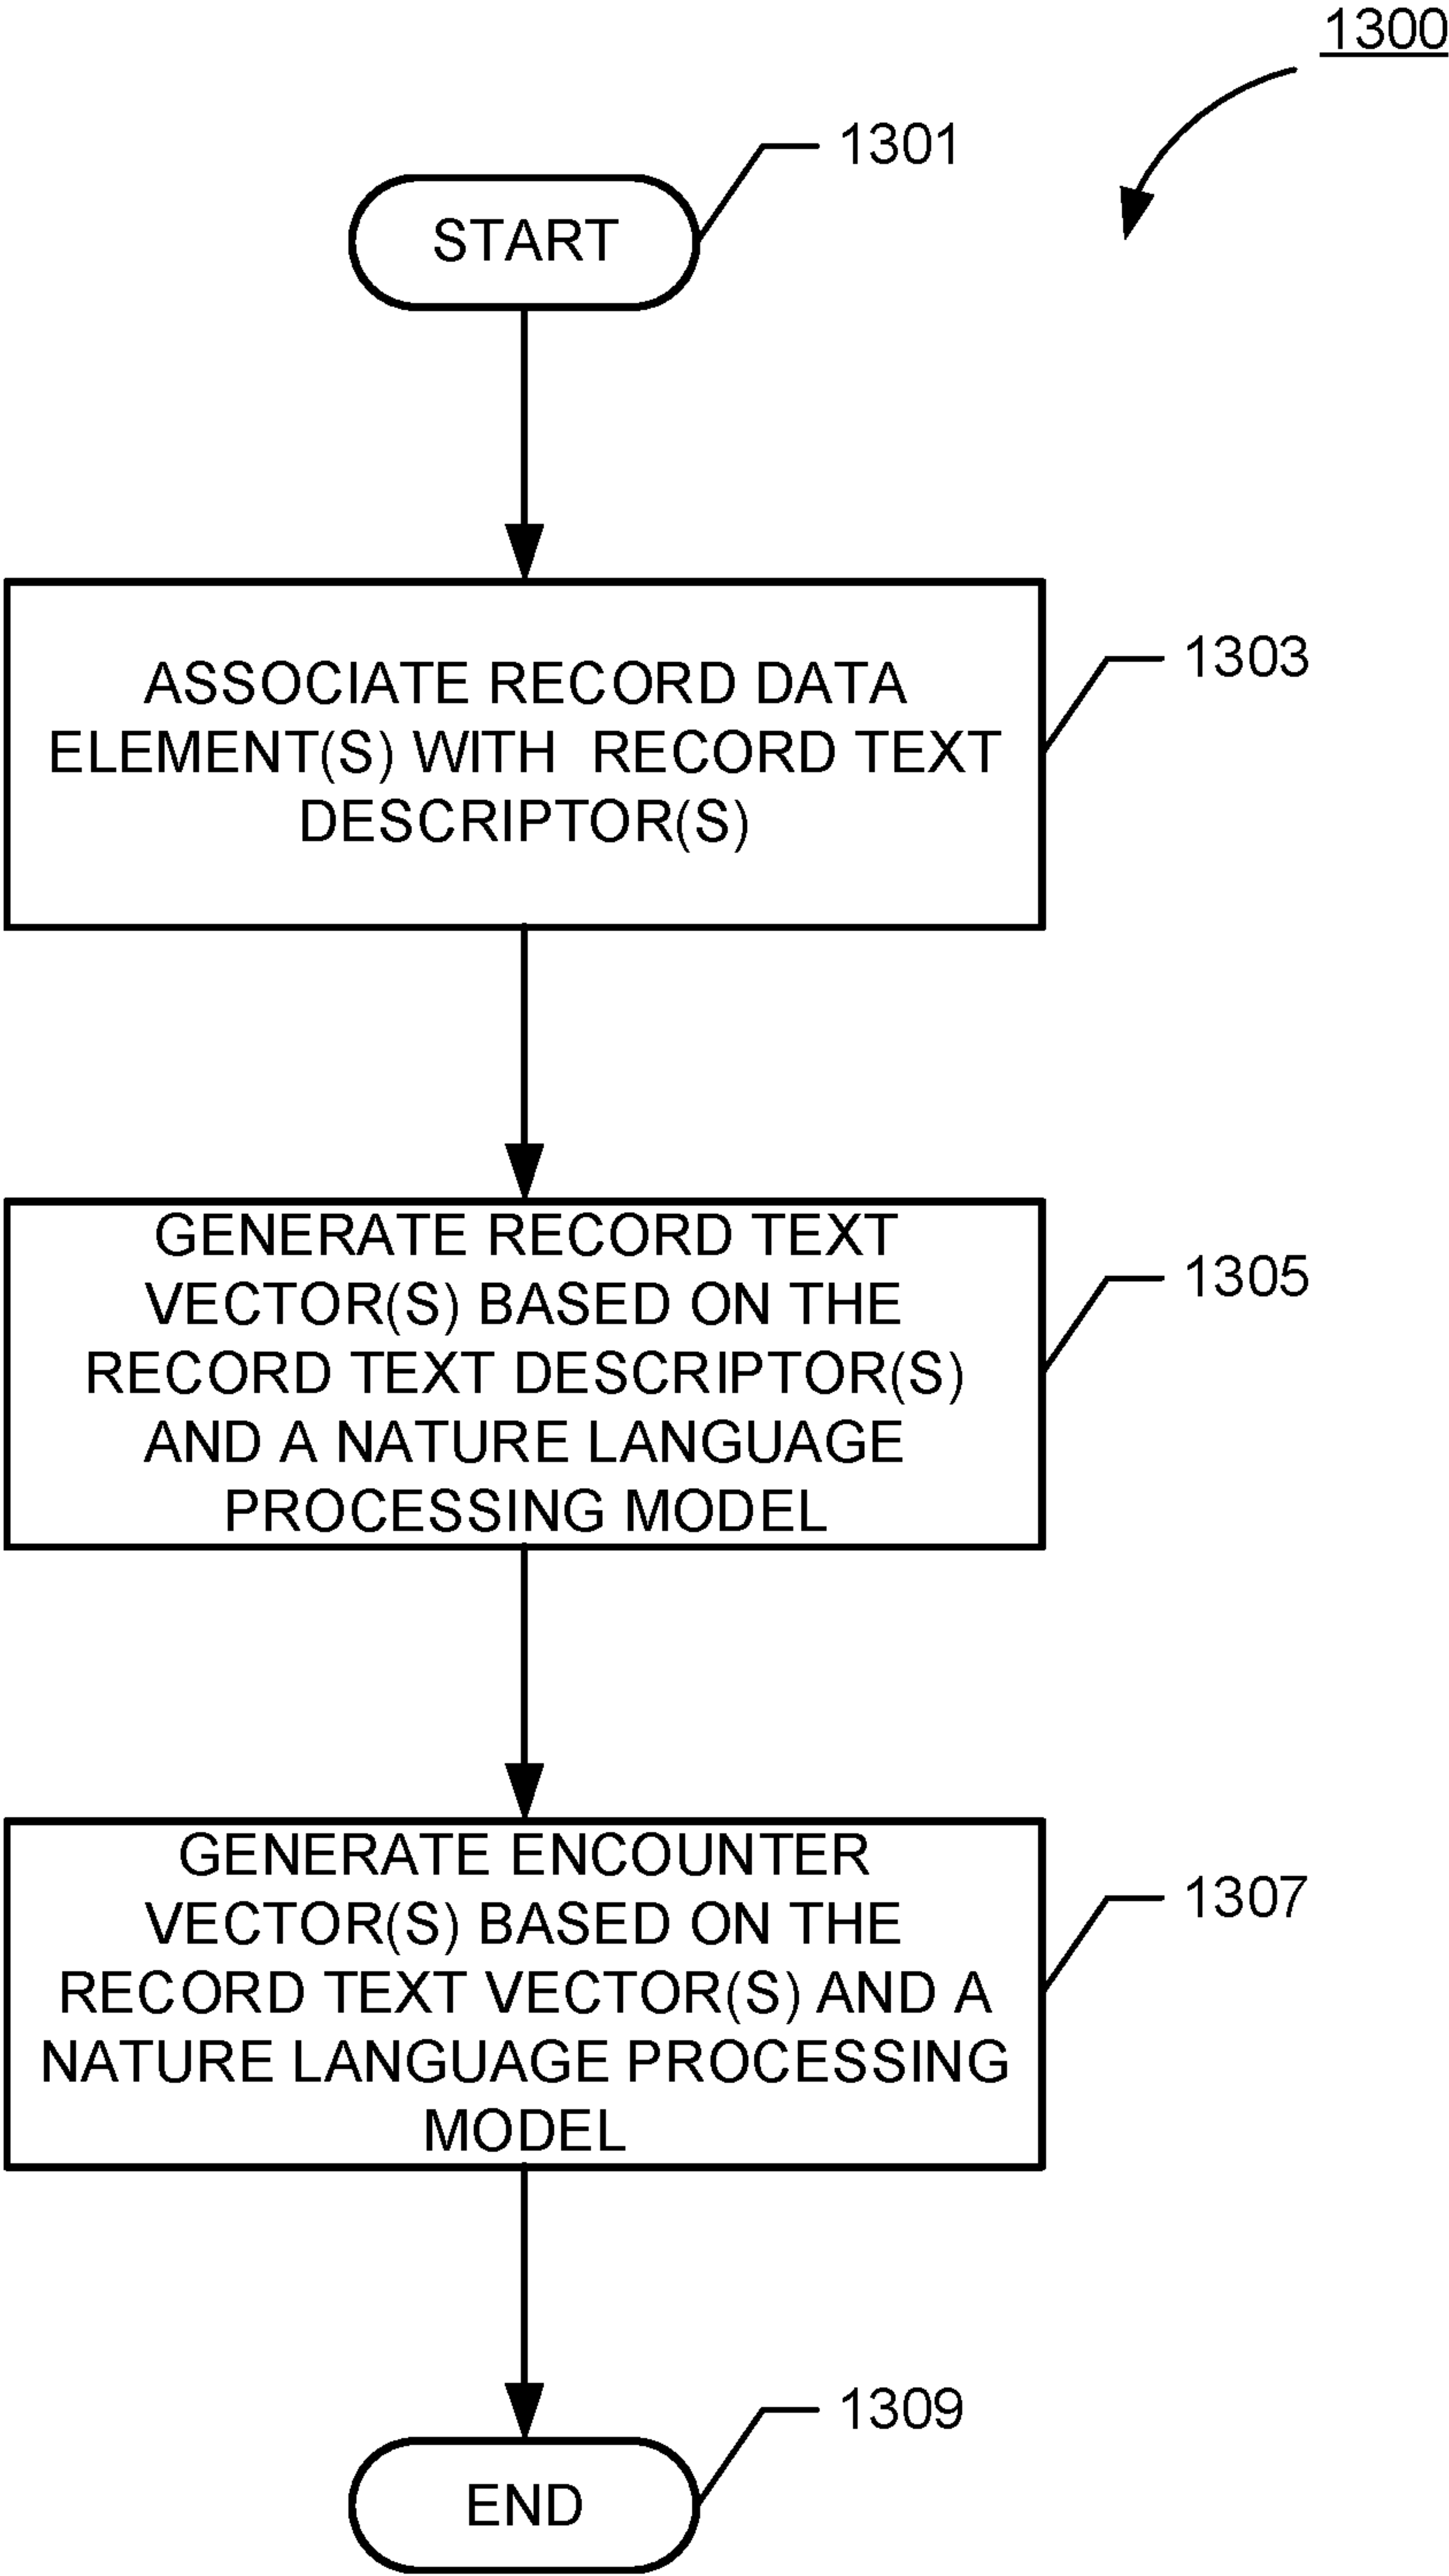 1300
1301
START
1303
ASSOCIATE RECORD DATA
ELEMENT(S) WITH RECORD TEXT
DESCRIPTOR(S)
1305
GENERATE RECORD TEXT
VECTOR(S) BASED ON THE
RECORD TEXT DESCRIPTOR(S)
AND A NATURE LANGUAGE
PROCESSING MODEL
1307
GENERATE ENCOUNTER
VECTOR(S) BASED ON THE
RECORD TEXT VECTOR(S) AND A
NATURE LANGUAGE PROCESSING
MODEL
1309
END